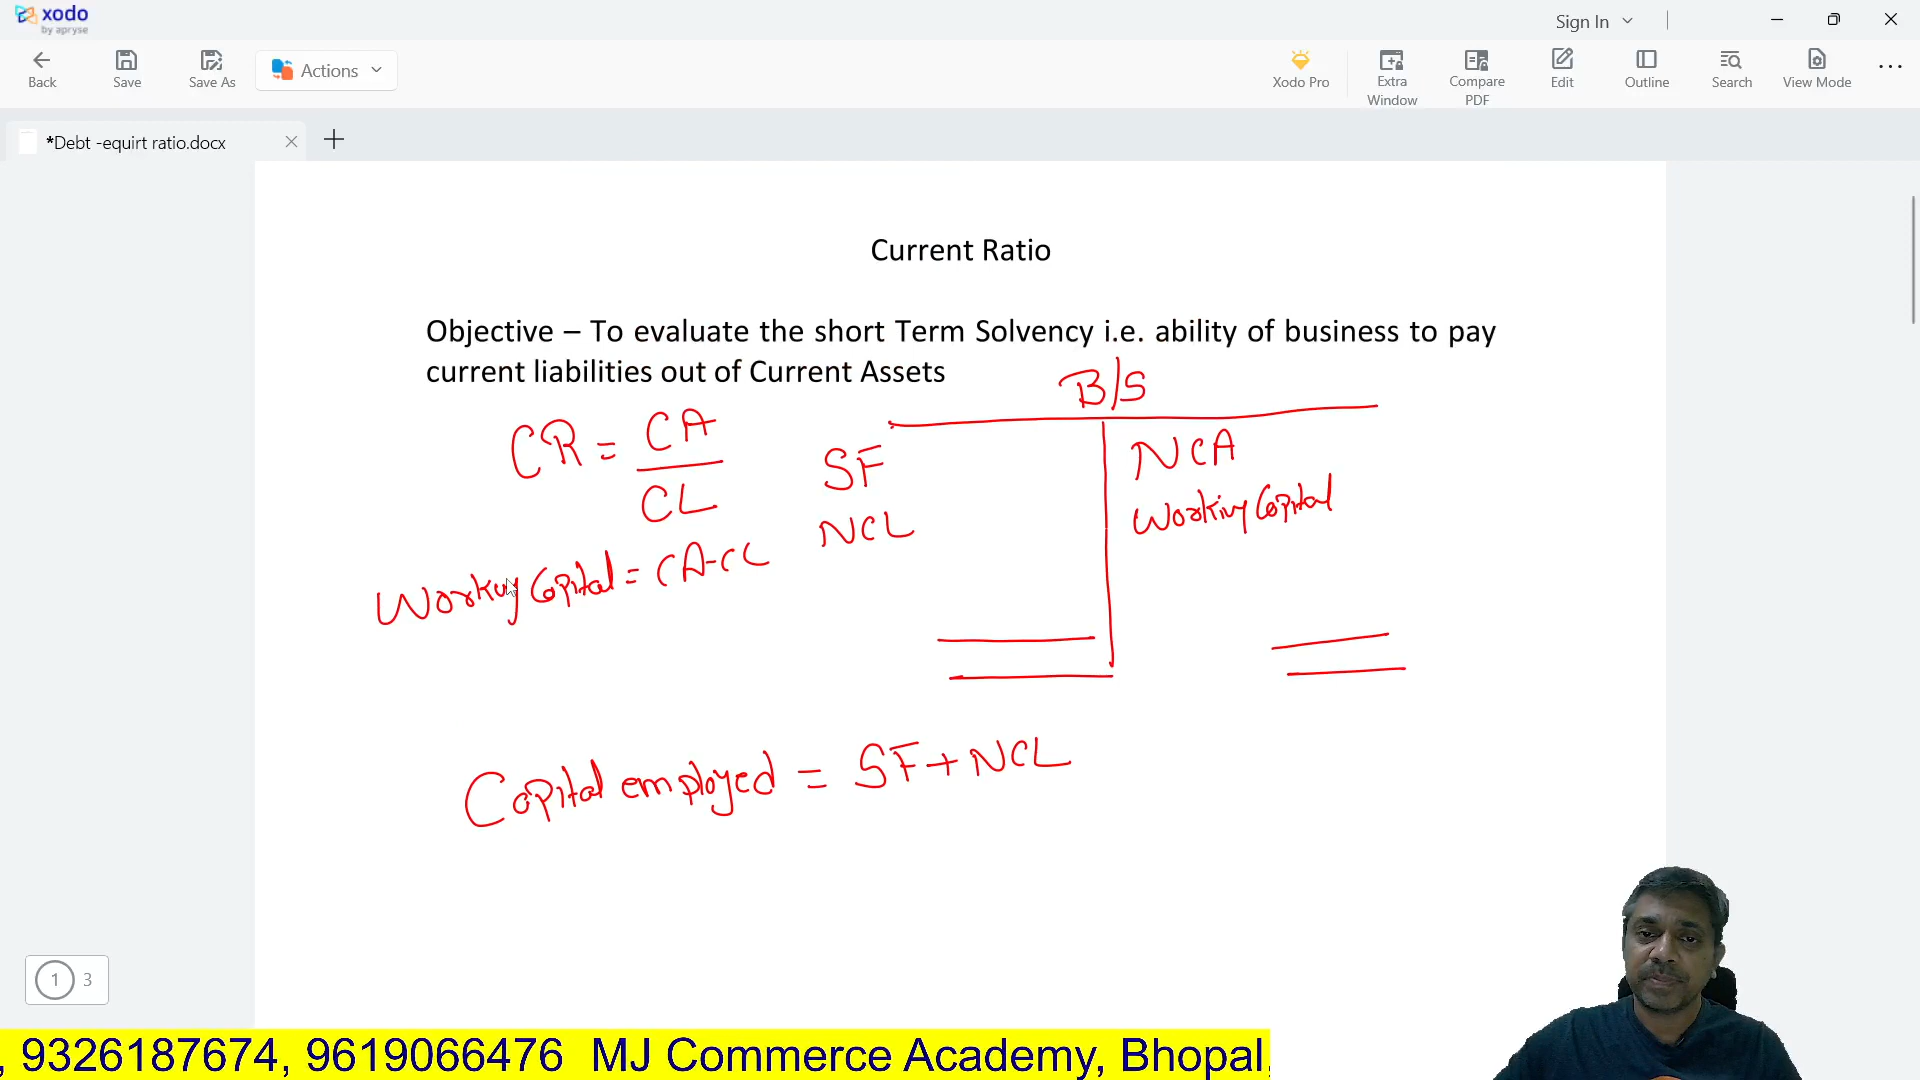 xodo
by apryse
Sign In
Back
Save
Save As
Actions
Xodo Pro
Extra Window
Compare PDF
Edit
Outline
Search
View Mode
*Debt -equirt ratio.docx
Current Ratio
Objective – To evaluate the short Term Solvency i.e. ability of business to pay
current liabilities out of Current Assets
B/S
CR = CA
CL
SF
NCA
NCL
Working Capital
Working Capital = CA-CL
Capital employed = SF+NCL
1 3
, 9326187674, 9619066476 MJ Commerce Academy, Bhopal,